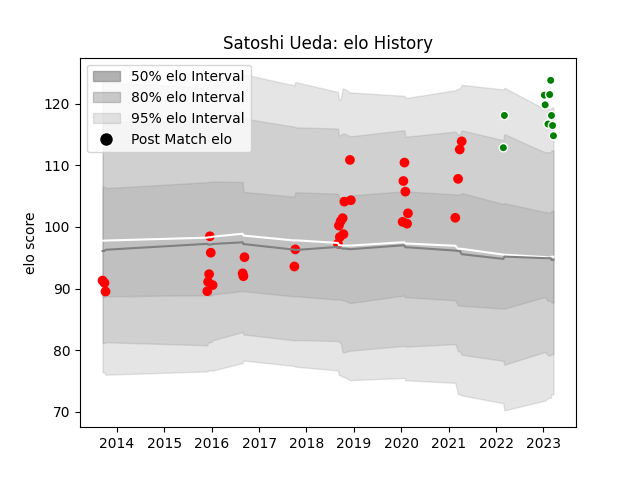 Satoshi Ueda: elo History
50% elo Interval
80% elo Interval
95% elo Interval
Post Match elo
elo score
120
110
100
90
80
70
2014 2015 2016 2017 2018 2019 2020 2021 2022 2023